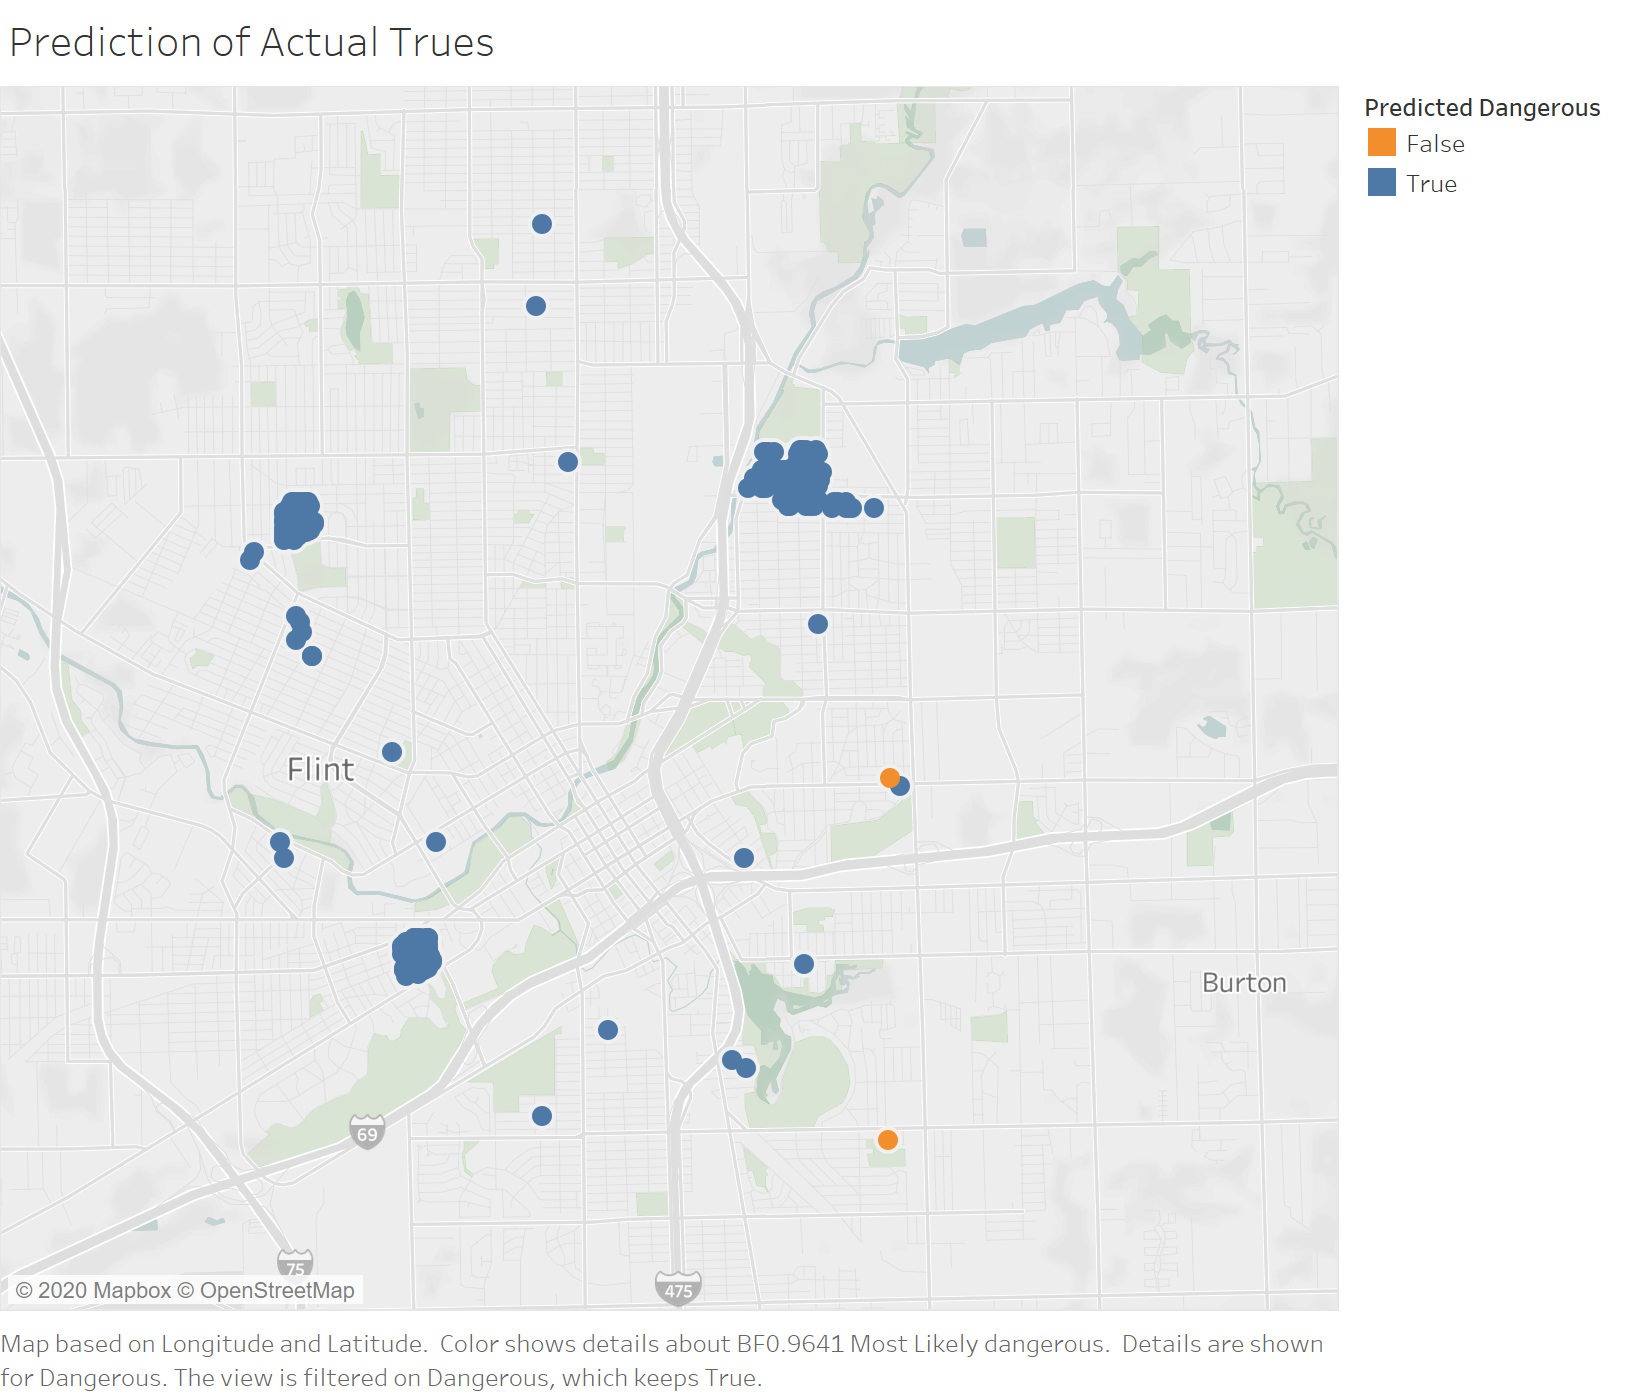 Prediction of Actual Trues
Predicted Dangerous
False
True
Flint
Burton
69
75
475
© 2020 Mapbox © OpenStreetMap
Map based on Longitude and Latitude.  Color shows details about BF0.9641 Most Likely dangerous.  Details are shown
for Dangerous. The view is filtered on Dangerous, which keeps True.